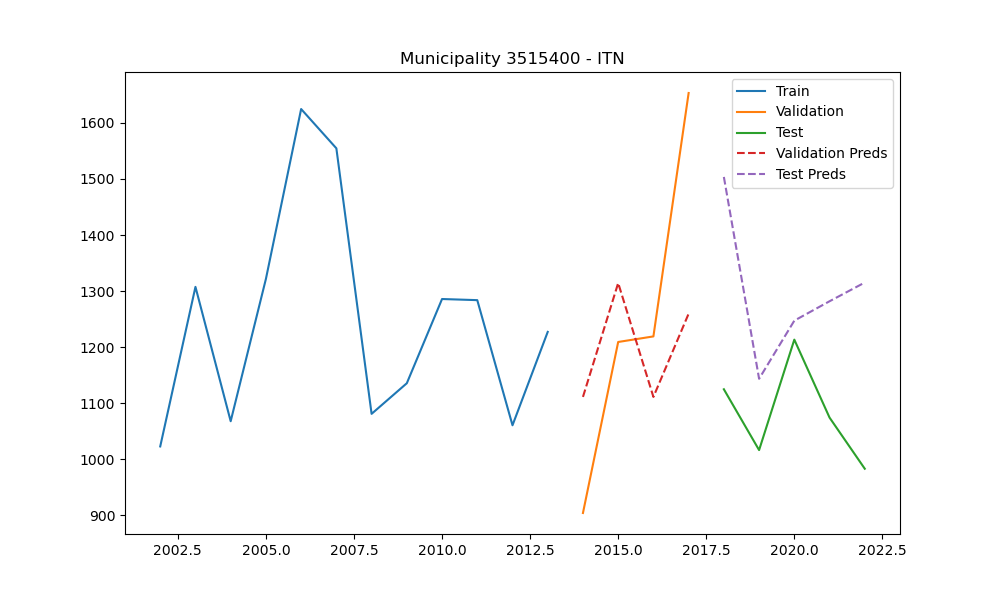 Municipality 3515400 - ITN
Train
Validation
Test
Validation Preds
Test Preds
1600
1500
1400
1300
1200
1100
1000
900
2002.5 2005.0 2007.5 2010.0 2012.5 2015.0 2017.5 2020.0 2022.5